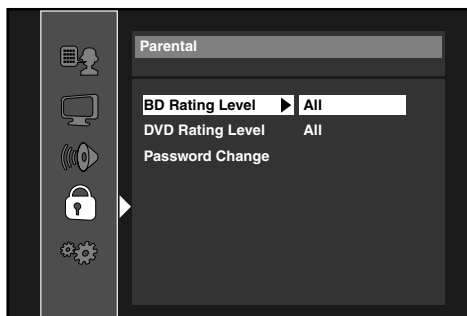 Parental
BD Rating Level All
DVD Rating Level All
Password Change